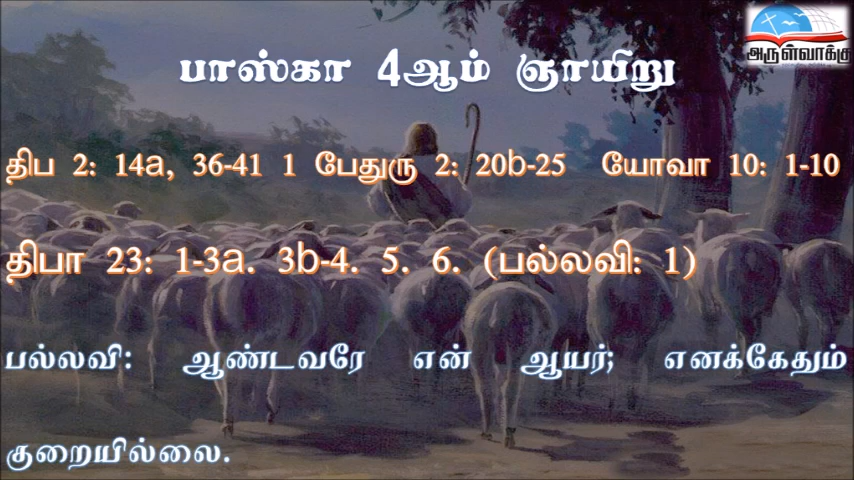 அருள்வாக்கு
பாஸ்கா 4ஆம் ஞாயிறு
திப 2: 14a, 36-41 1 பேதுரு 2: 20b-25 யோவா 10: 1-10
திபா 23: 1-3a. 3b-4. 5. 6. (பல்லவி: 1)
பல்லவி: ஆண்டவரே என் ஆயர்; எனக்கேதும்
குறையில்லை.